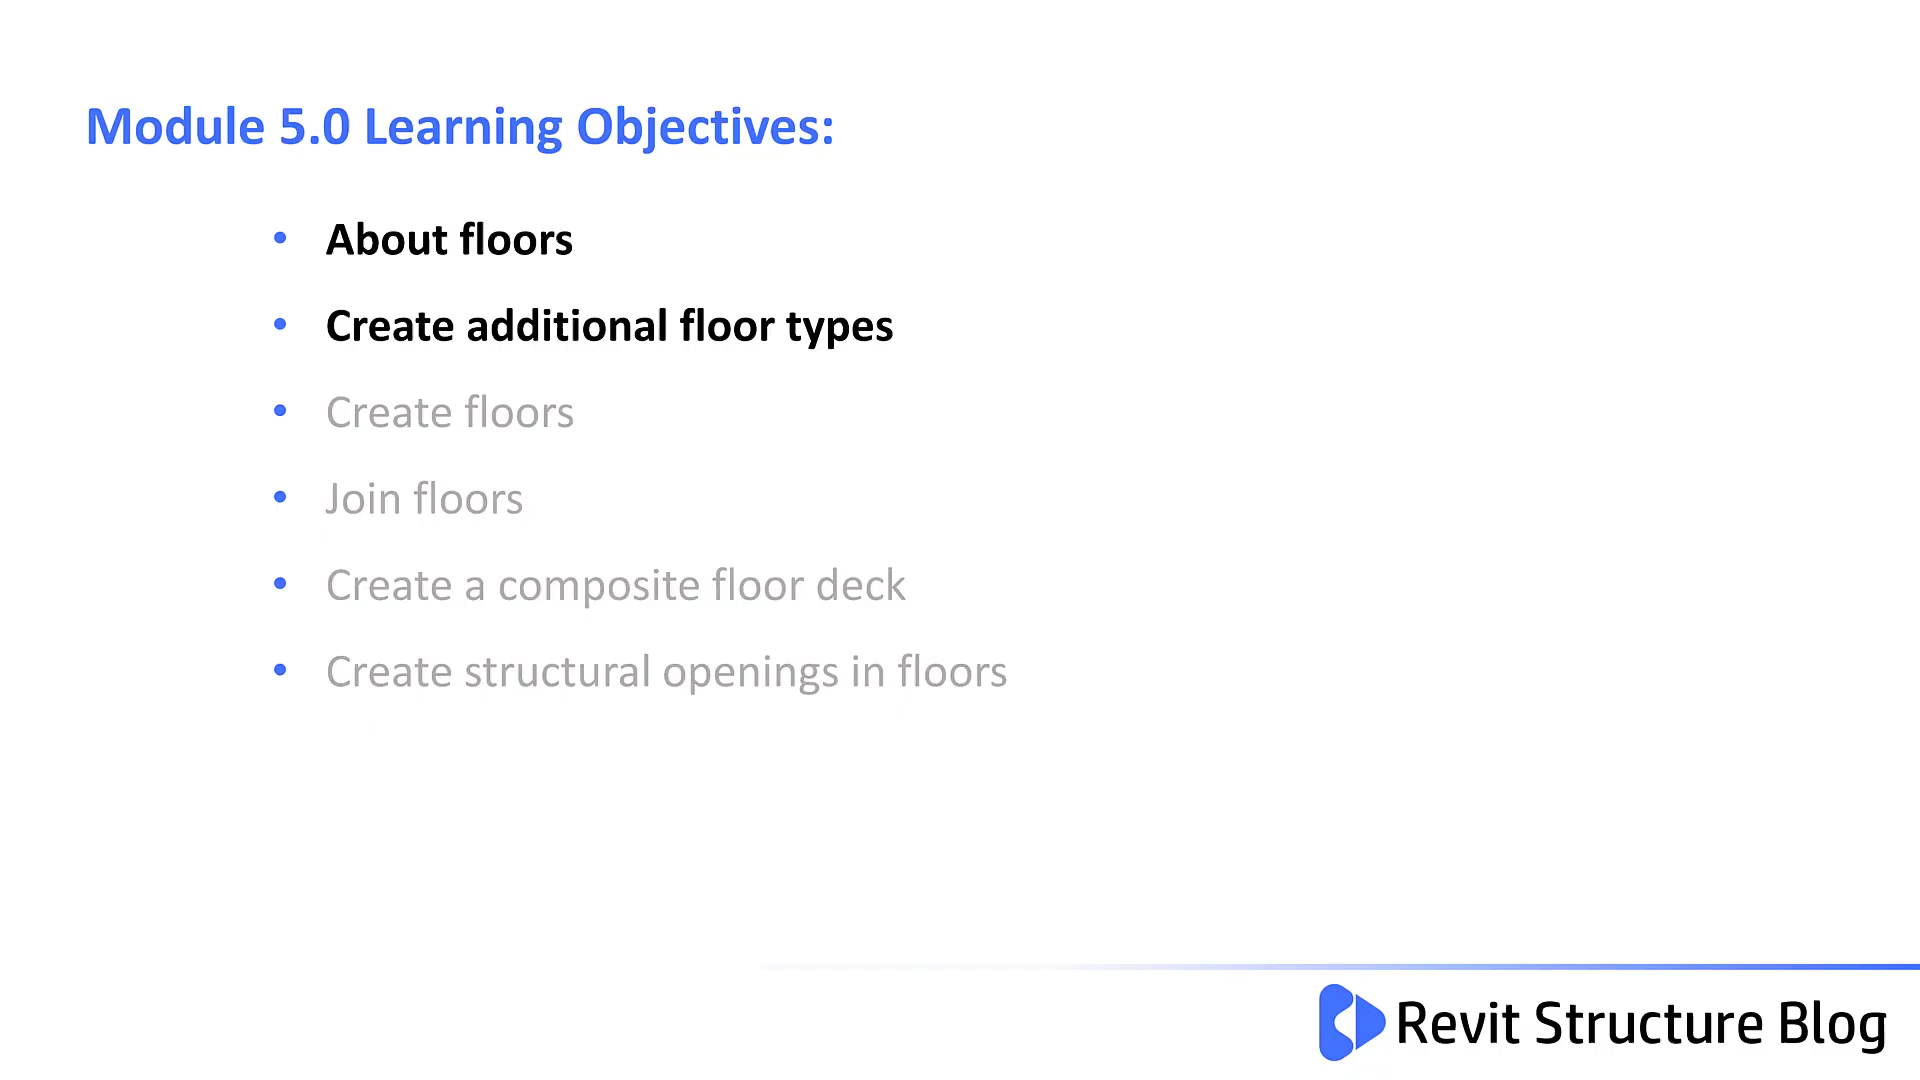 Module 5.0 Learning Objectives:
• About floors
• Create additional floor types
• Create floors
• Join floors
• Create a composite floor deck
• Create structural openings in floors
Revit Structure Blog